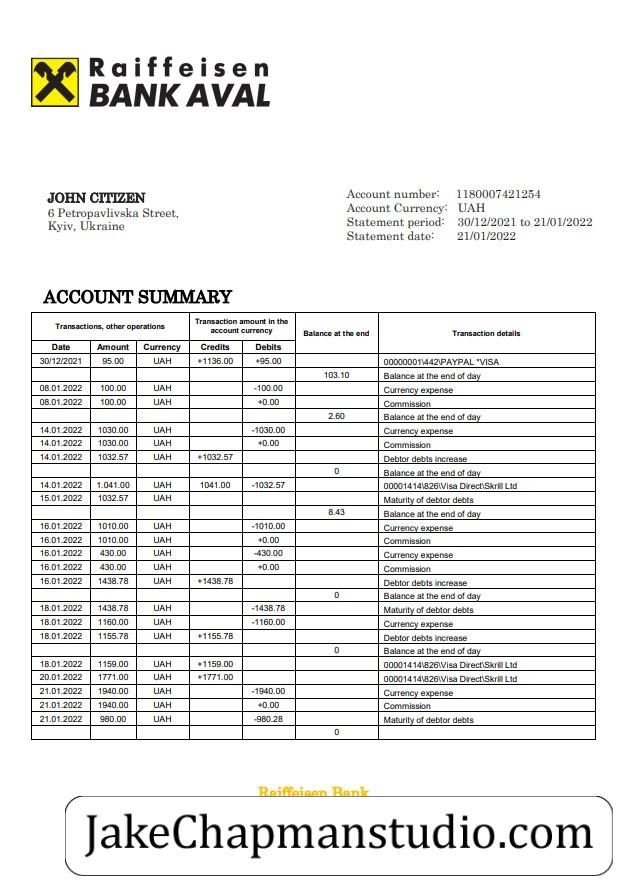 Raiffeisen
BANK AVAL
JOHN CITIZEN
6 Petropavlivska Street,
Kyiv, Ukraine
Account number: 1180007421254
Account Currency: UAH
Statement period: 30/12/2021 to 21/01/2022
Statement date: 21/01/2022
ACCOUNT SUMMARY
Transactions, other operations Transaction amount in the account currency Balance at the end Transaction details
Date Amount Currency Credits Debits
30/12/2021 95.00 UAH +1136.00 +95.00 00000001\442\PAYPAL *VISA
103.10 Balance at the end of day
08.01.2022 100.00 UAH -100.00 Currency expense
08.01.2022 100.00 UAH +0.00 Commission
2.60 Balance at the end of day
14.01.2022 1030.00 UAH -1030.00 Currency expense
14.01.2022 1030.00 UAH +0.00 Commission
14.01.2022 1032.57 UAH +1032.57 Debtor debts increase
0 Balance at the end of day
14.01.2022 1.041.00 UAH 1041.00 -1032.57 00001414\826\Visa Direct\Skrill Ltd
15.01.2022 1032.57 UAH Maturity of debtor debts
8.43 Balance at the end of day
16.01.2022 1010.00 UAH -1010.00 Currency expense
16.01.2022 1010.00 UAH +0.00 Commission
16.01.2022 430.00 UAH -430.00 Currency expense
16.01.2022 430.00 UAH +0.00 Commission
16.01.2022 1438.78 UAH +1438.78 Debtor debts increase
0 Balance at the end of day
18.01.2022 1438.78 UAH -1438.78 Maturity of debtor debts
18.01.2022 1160.00 UAH -1160.00 Currency expense
18.01.2022 1155.78 UAH +1155.78 Debtor debts increase
0 Balance at the end of day
18.01.2022 1159.00 UAH +1159.00 00001414\826\Visa Direct\Skrill Ltd
20.01.2022 1771.00 UAH +1771.00 00001414\826\Visa Direct\Skrill Ltd
21.01.2022 1940.00 UAH -1940.00 Currency expense
21.01.2022 1940.00 UAH +0.00 Commission
21.01.2022 980.00 UAH -980.28 Maturity of debtor debts
0
Raiffeisen Bank
JakeChapmanstudio.com